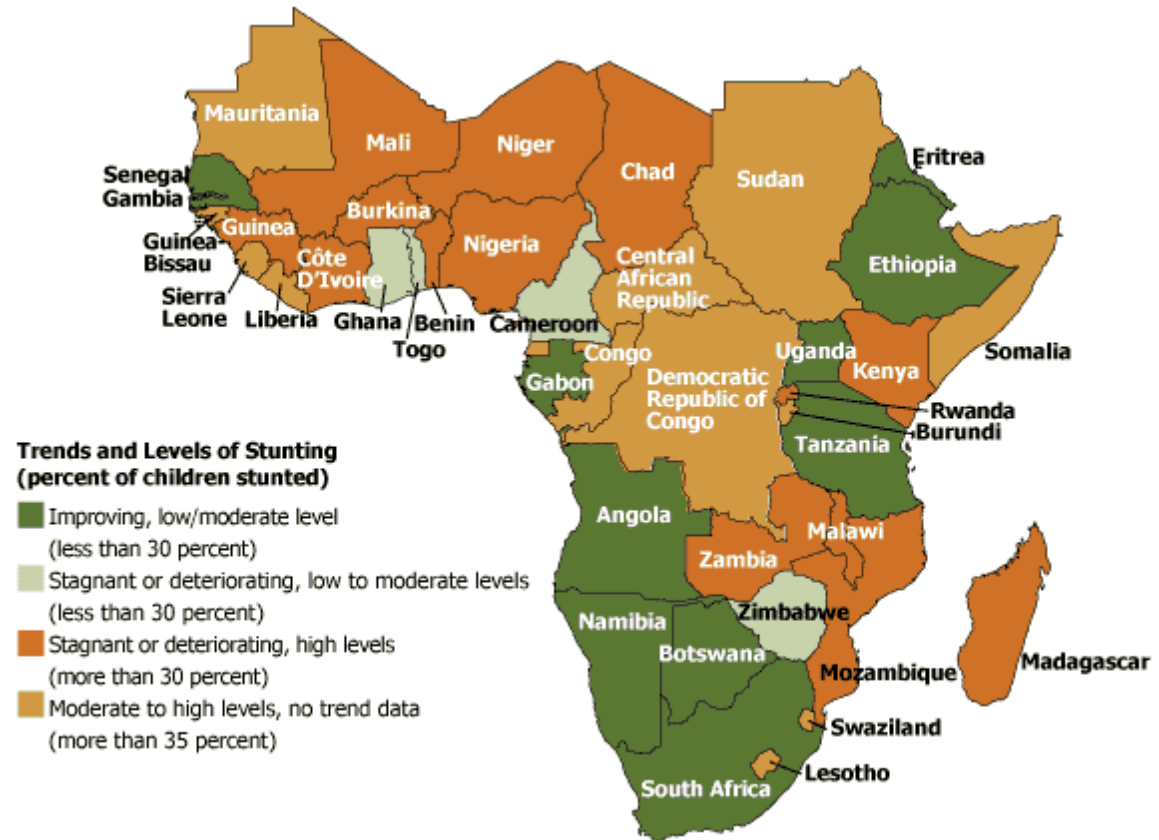 Mauritania
Mali
Niger
Chad
Sudan
Eritrea
Senegal
Gambia
Guinea
Burkina
Nigeria
Guinea-
Bissau
Côte
D'Ivoire
Central
African
Republic
Ethiopia
Sierra
Leone
Liberia
Ghana
Togo
Benin
Cameroon
Gabon
Congo
Democratic
Republic of
Congo
Uganda
Kenya
Somalia
Rwanda
Burundi
Tanzania
Angola
Zambia
Malawi
Namibia
Botswana
Zimbabwe
Mozambique
Madagascar
Swaziland
Lesotho
South Africa
Trends and Levels of Stunting
(percent of children stunted)
Improving, low/moderate level
(less than 30 percent)
Stagnant or deteriorating, low to moderate levels
(less than 30 percent)
Stagnant or deteriorating, high levels
(more than 30 percent)
Moderate to high levels, no trend data
(more than 35 percent)